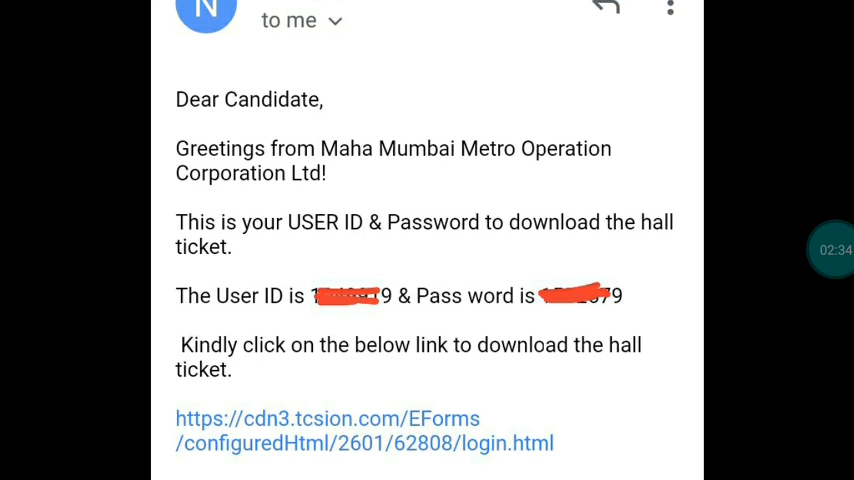 N
to me
Dear Candidate,
Greetings from Maha Mumbai Metro Operation
Corporation Ltd!
This is your USER ID & Password to download the hall
ticket.
The User ID is 9 & Pass word is 79
Kindly click on the below link to download the hall
ticket.
https://cdn3.tcsion.com/EForms
/configuredHtml/2601/62808/login.html
02:34